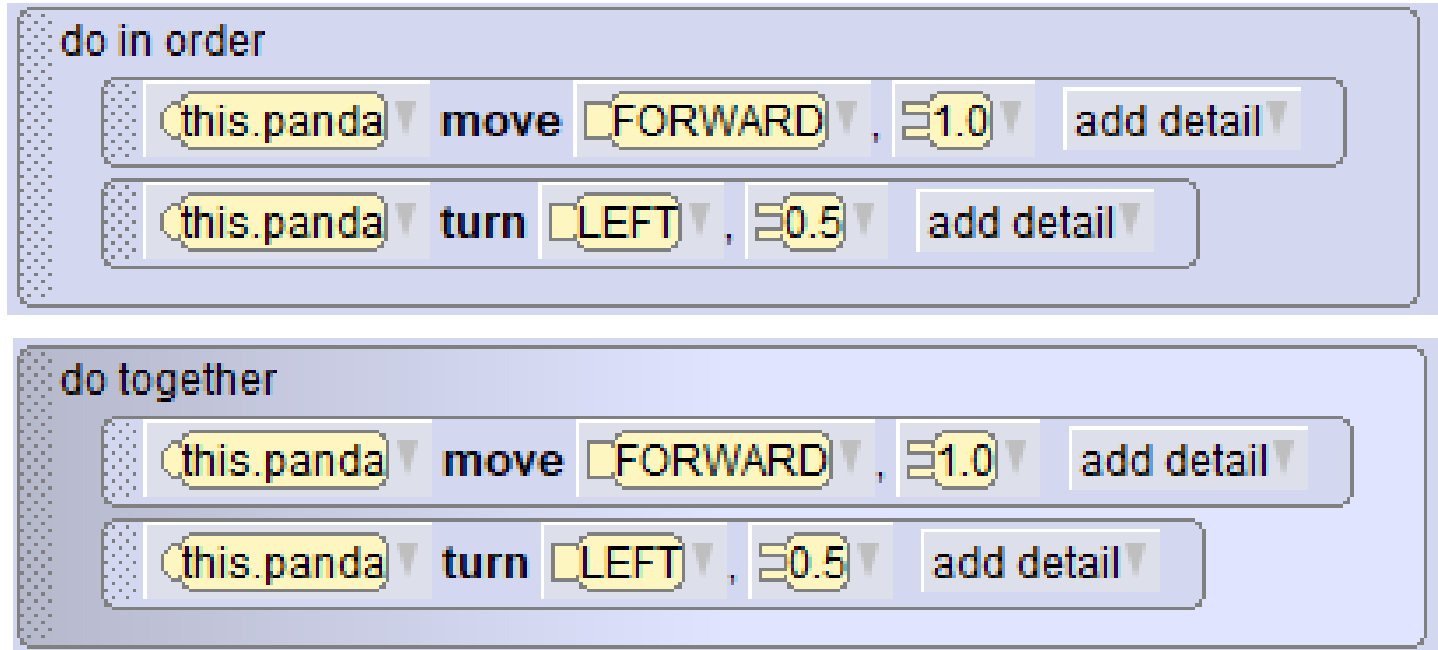 do in order
this.panda move FORWARD , 1.0 add detail
this.panda turn LEFT , 0.5 add detail
do together
this.panda move FORWARD , 1.0 add detail
this.panda turn LEFT , 0.5 add detail